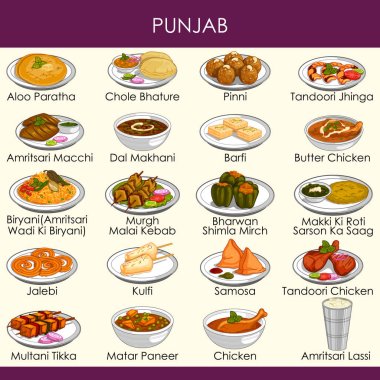 PUNJAB
Aloo Paratha
Chole Bhature
Pinni
Tandoori Jhinga
Amritsari Macchi
Dal Makhani
Barfi
Butter Chicken
Biryani(Amritsari
Wadi Ki Biryani)
Murgh
Malai Kebab
Bharwan
Shimla Mirch
Makki Ki Roti
Sarson Ka Saag
Jalebi
Kulfi
Samosa
Tandoori Chicken
Multani Tikka
Matar Paneer
Chicken
Amritsari Lassi